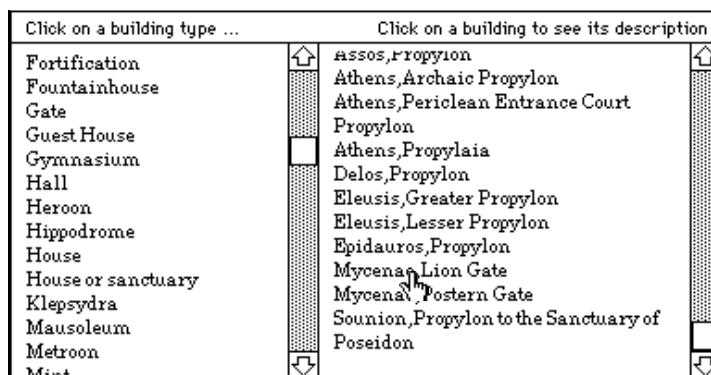 Click on a building type ...
Fortification
Fountainhouse
Gate
Guest House
Gymnasium
Hall
Heroon
Hippodrome
House
House or sanctuary
Klepsydra
Mausoleum
Metroon
Mint
Click on a building to see its description
Assos,Propylon
Athens,Archaic Propylon
Athens,Periclean Entrance Court
Propylon
Athens,Propylaia
Delos,Propylon
Eleusis,Greater Propylon
Eleusis,Lesser Propylon
Epidauros,Propylon
Mycenae,Lion Gate
Mycenae,Postern Gate
Sounion,Propylon to the Sanctuary of
Poseidon